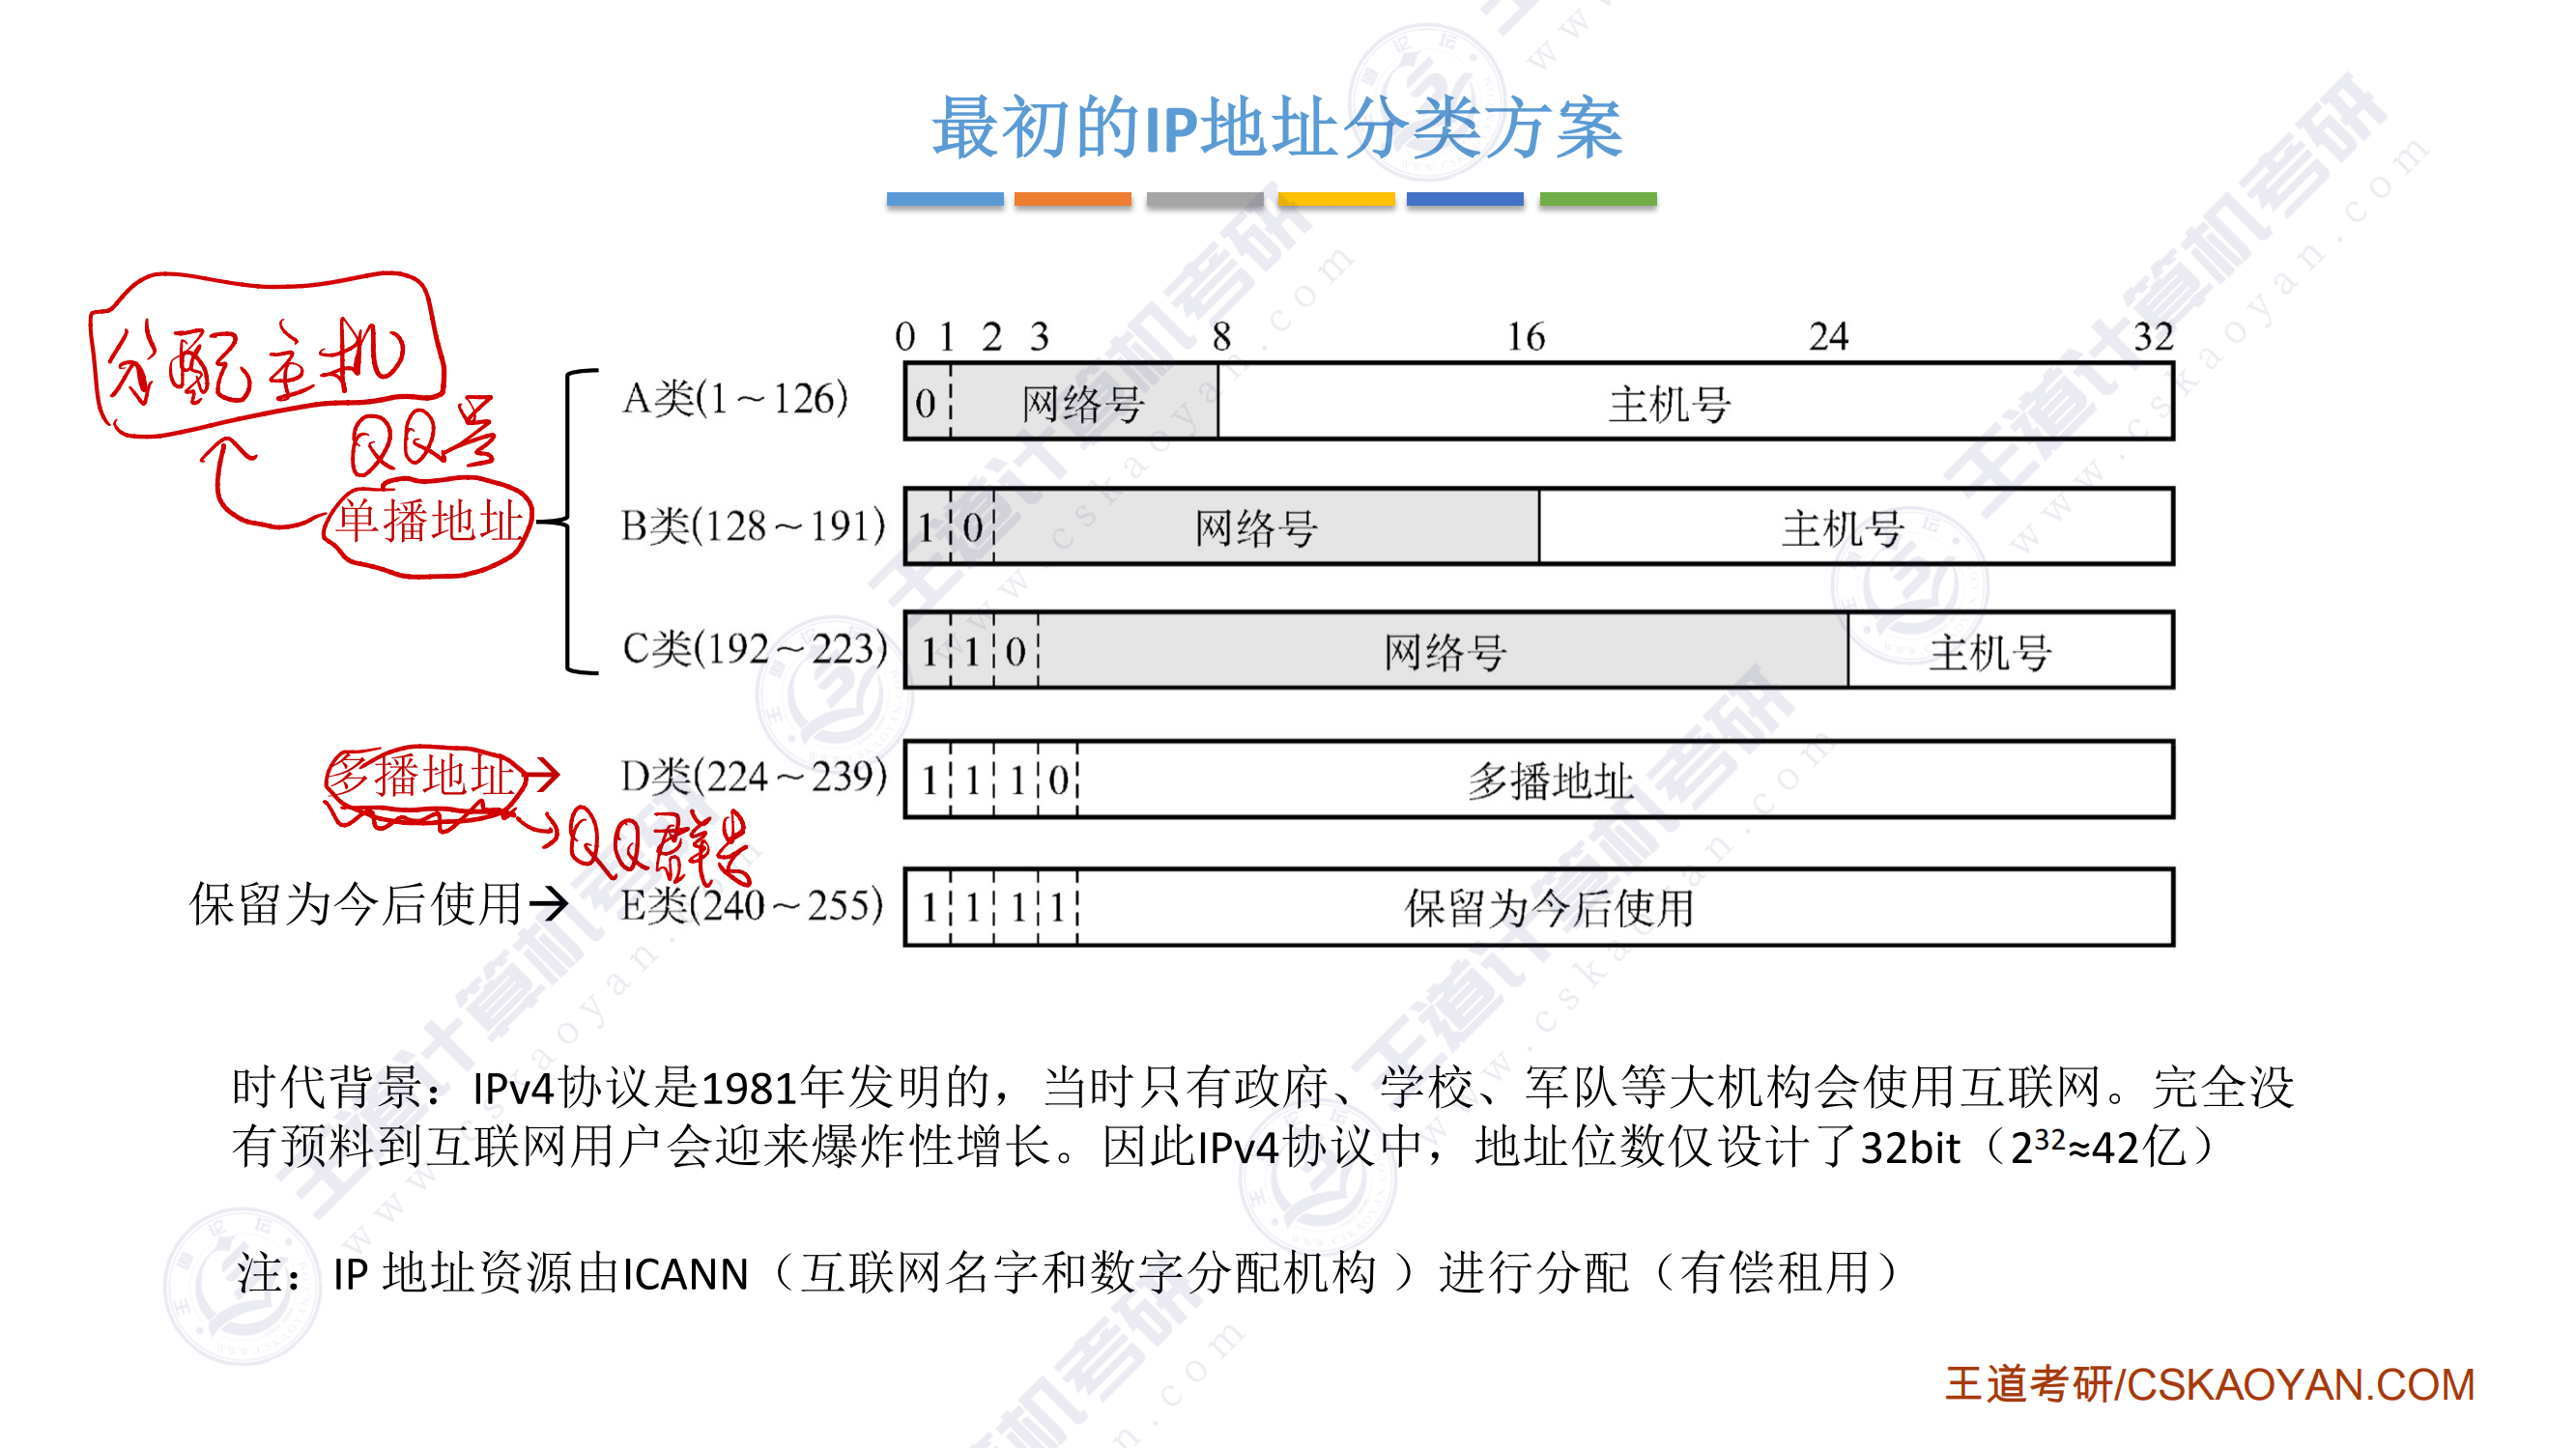 最初的IP地址分类方案
分配主机
QQ号
单播地址
0 1 2 3 8 16 24 32
A类(1～126) 0 网络号 主机号
B类(128～191) 1 0 网络号 主机号
C类(192～223) 1 1 0 网络号 主机号
多播地址→ D类(224～239) 1 1 1 0 多播地址
QQ群号
保留为今后使用→ E类(240～255) 1 1 1 1 保留为今后使用
时代背景：IPv4协议是1981年发明的，当时只有政府、学校、军队等大机构会使用互联网。完全没
有预料到互联网用户会迎来爆炸性增长。因此IPv4协议中，地址位数仅设计了32bit（2³²≈42亿）
注：IP 地址资源由ICANN（互联网名字和数字分配机构 ）进行分配（有偿租用）
王道考研/CSKAOYAN.COM
王道计算机考研
www.cskaoyan.com